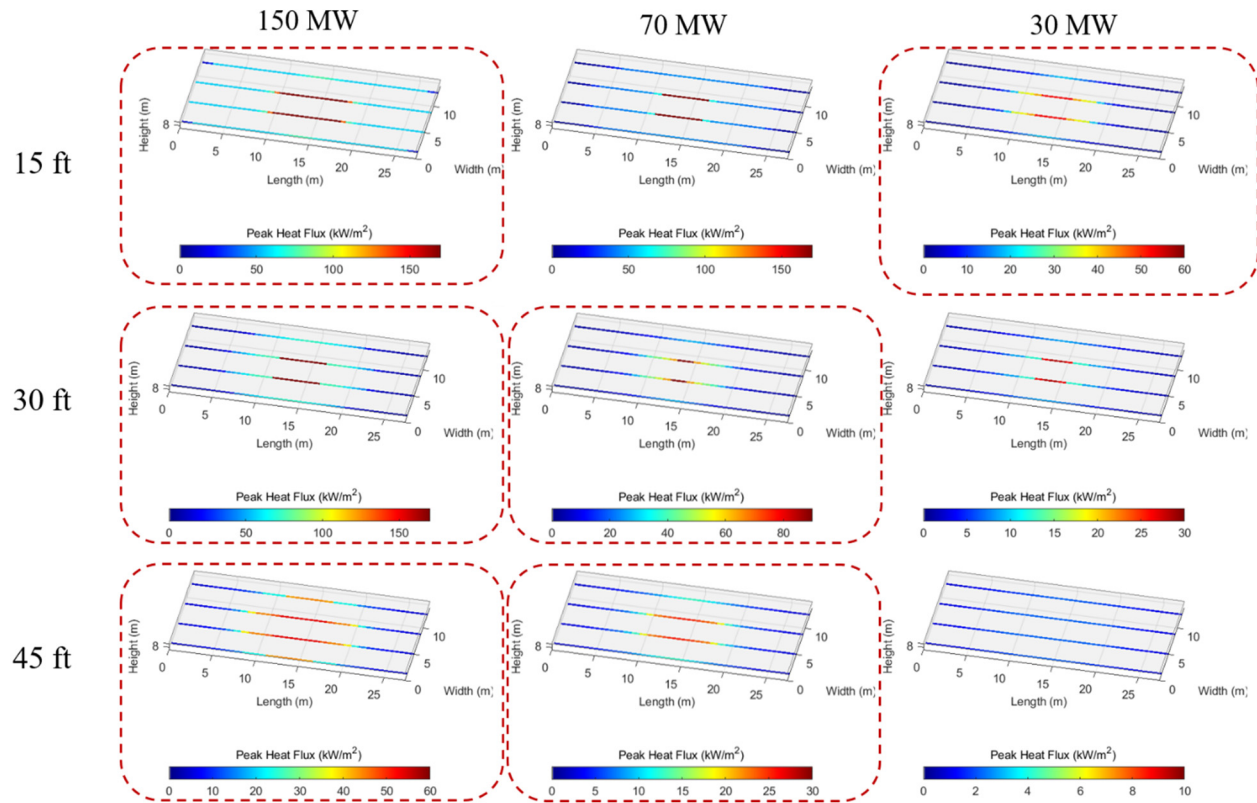 150 MW 70 MW 30 MW
15 ft
Height (m) 8 0 5 10 15 20 25 Length (m) 0 5 10 Width (m)
Peak Heat Flux (kW/m²)
0 50 100 150
Height (m) 8 0 5 10 15 20 25 Length (m) 0 5 10 Width (m)
Peak Heat Flux (kW/m²)
0 50 100 150
Height (m) 8 0 5 10 15 20 25 Length (m) 0 5 10 Width (m)
Peak Heat Flux (kW/m²)
0 10 20 30 40 50 60
30 ft
Height (m) 8 0 5 10 15 20 25 Length (m) 0 5 10 Width (m)
Peak Heat Flux (kW/m²)
0 50 100 150
Height (m) 8 0 5 10 15 20 25 Length (m) 0 5 10 Width (m)
Peak Heat Flux (kW/m²)
0 20 40 60 80
Height (m) 8 0 5 10 15 20 25 Length (m) 0 5 10 Width (m)
Peak Heat Flux (kW/m²)
0 5 10 15 20 25 30
45 ft
Height (m) 8 0 5 10 15 20 25 Length (m) 0 5 10 Width (m)
Peak Heat Flux (kW/m²)
0 10 20 30 40 50 60
Height (m) 8 0 5 10 15 20 25 Length (m) 0 5 10 Width (m)
Peak Heat Flux (kW/m²)
0 5 10 15 20 25 30
Height (m) 8 0 5 10 15 20 25 Length (m) 0 5 10 Width (m)
Peak Heat Flux (kW/m²)
0 2 4 6 8 10